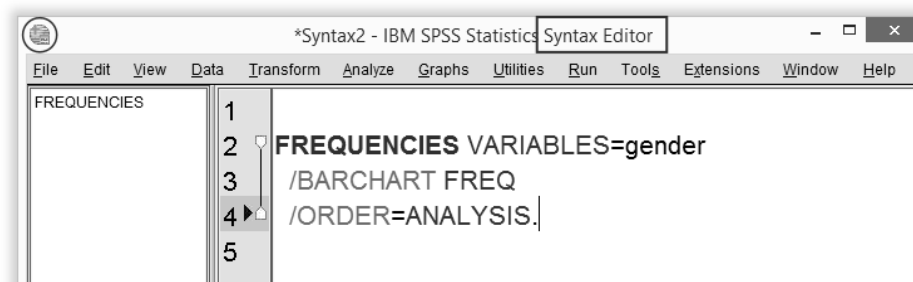 *Syntax2 - IBM SPSS Statistics Syntax Editor
File Edit View Data Transform Analyze Graphs Utilities Run Tools Extensions Window Help
FREQUENCIES
1
2 FREQUENCIES VARIABLES=gender
3 /BARCHART FREQ
4 /ORDER=ANALYSIS.
5